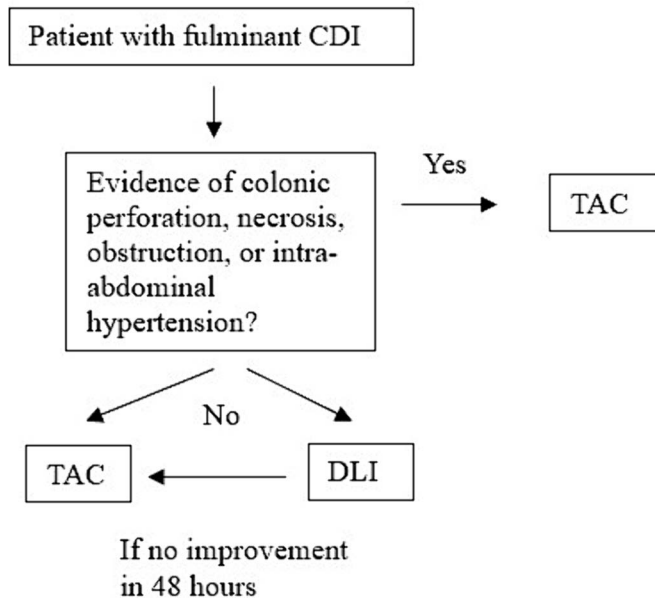 Patient with fulminant CDI
Evidence of colonic
perforation, necrosis,
obstruction, or intra-
abdominal
hypertension?
Yes
TAC
No
TAC
DLI
If no improvement
in 48 hours